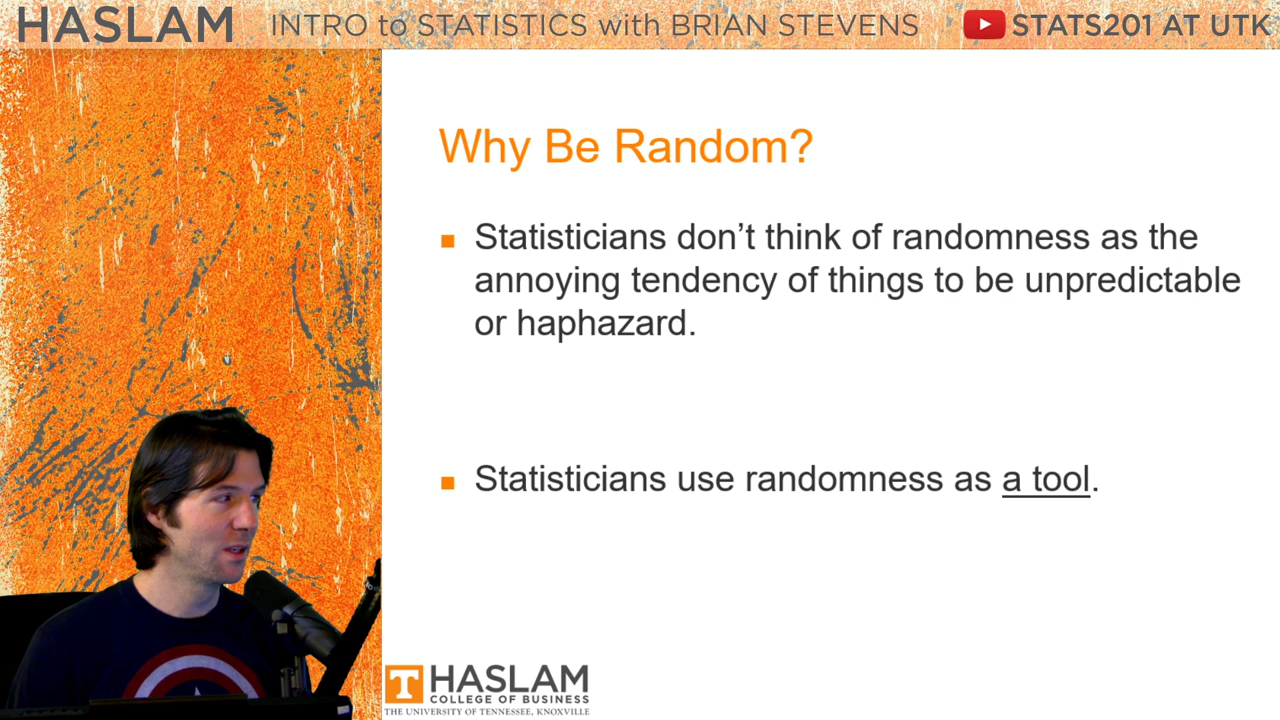 HASLAM INTRO to STATISTICS with BRIAN STEVENS STATS201 AT UTK
Why Be Random?
Statisticians don’t think of randomness as the
annoying tendency of things to be unpredictable
or haphazard.
Statisticians use randomness as a tool.
T HASLAM
COLLEGE OF BUSINESS
THE UNIVERSITY OF TENNESSEE, KNOXVILLE